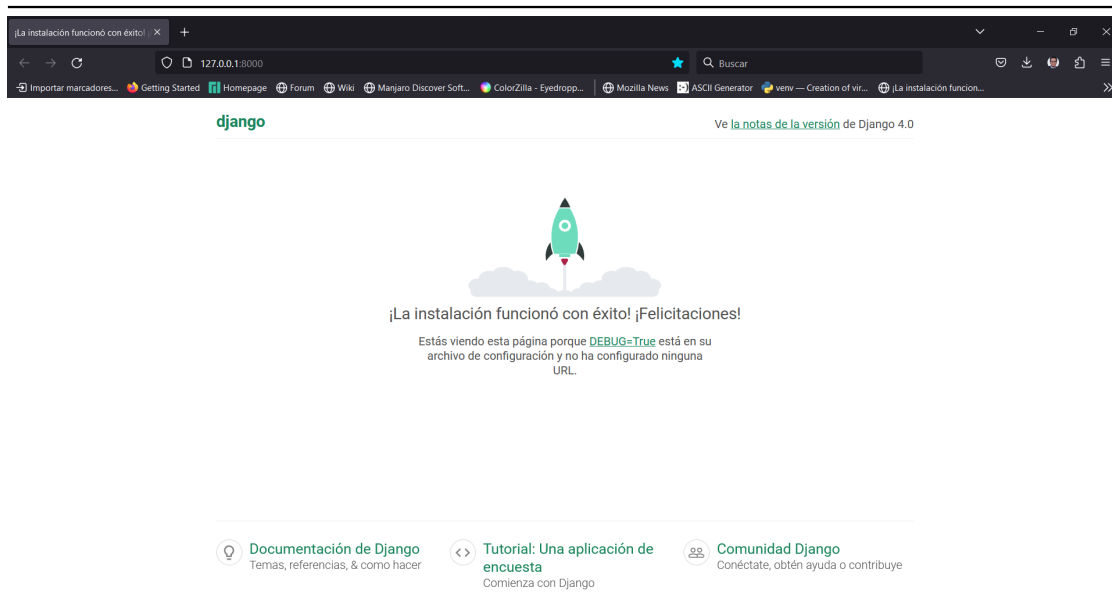 ¡La instalación funcionó con éxito! ¡
127.0.0.1:8000
Buscar
Importar marcadores...
Getting Started
Homepage
Forum
Wiki
Manjaro Discover Soft...
ColorZilla - Eyedropp...
Mozilla News
ASCII Generator
venv — Creation of vir...
¡La instalación funcion...
django
Ve la notas de la versión de Django 4.0
¡La instalación funcionó con éxito! ¡Felicitaciones!
Estás viendo esta página porque DEBUG=True está en su
archivo de configuración y no ha configurado ninguna
URL.
Documentación de Django
Temas, referencias, & como hacer
Tutorial: Una aplicación de
encuesta
Comienza con Django
Comunidad Django
Conéctate, obtén ayuda o contribuye